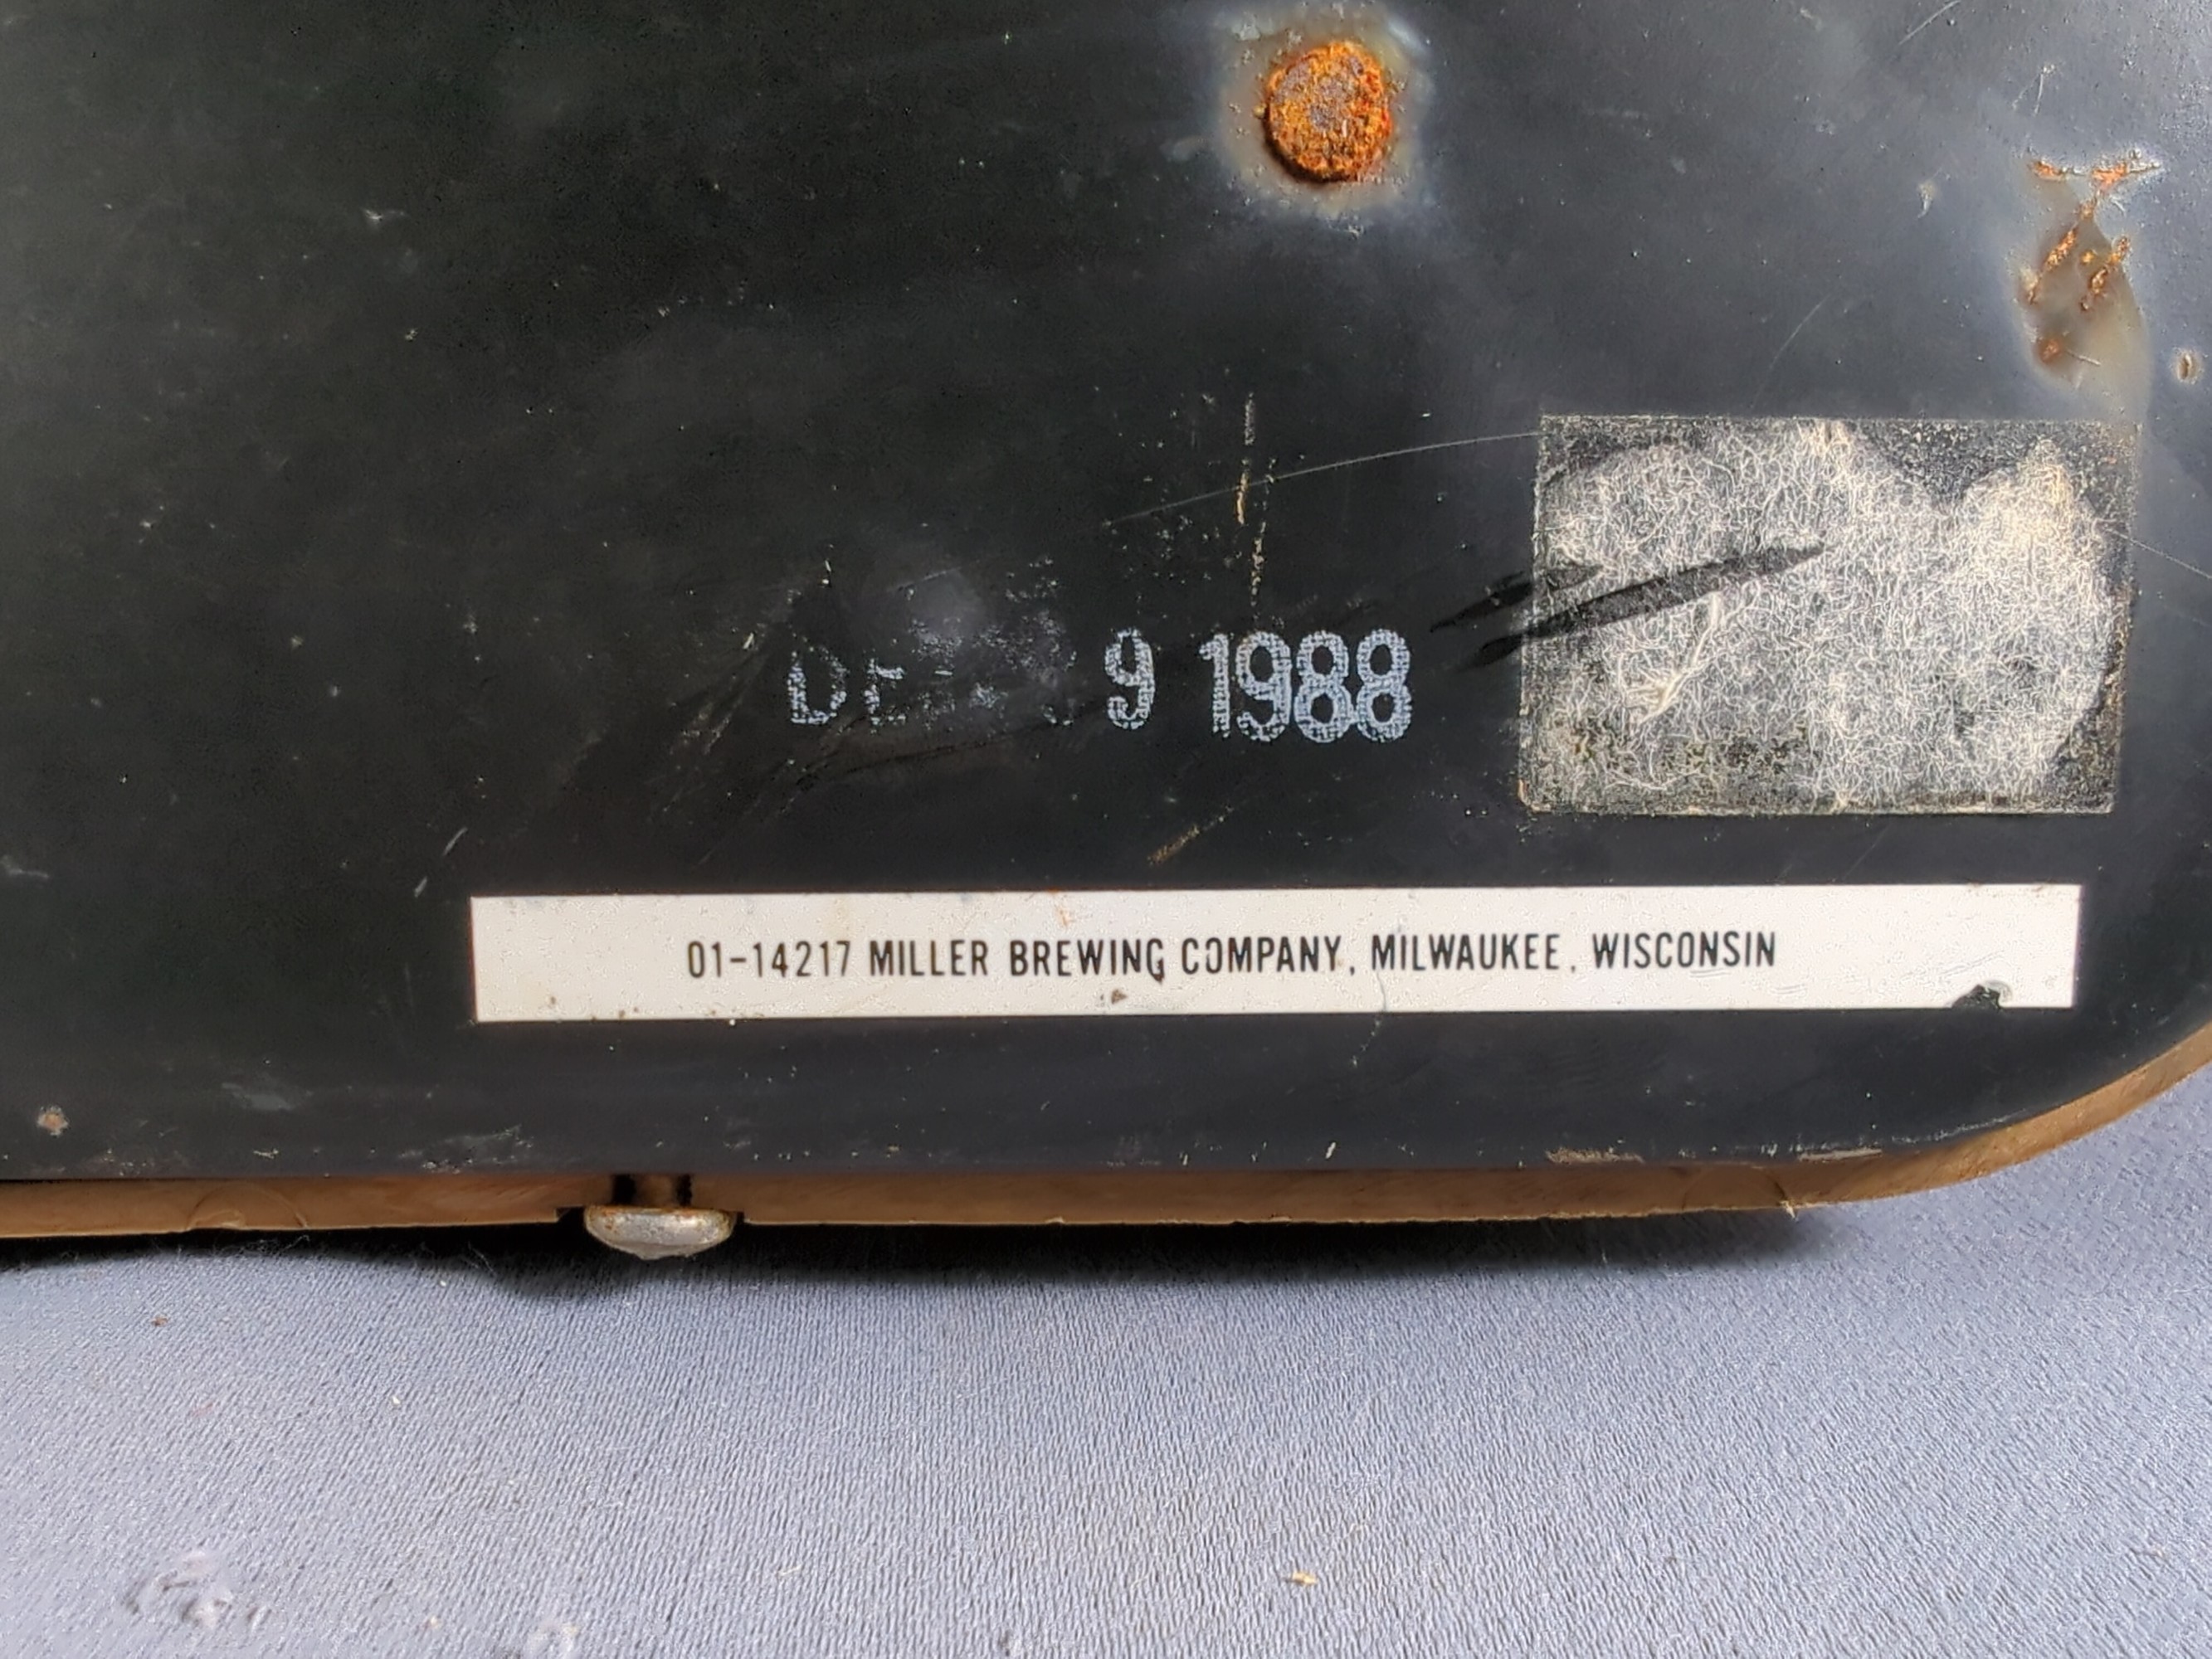 9 1988
01-14217 MILLER BREWING COMPANY, MILWAUKEE, WISCONSIN